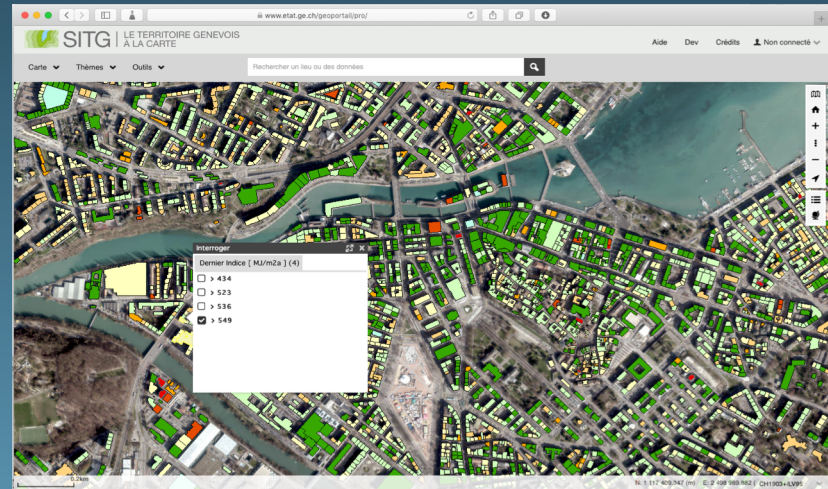 www.etat.ge.ch/geoportail/pro/
SITG
LE TERRITOIRE GENEVOIS
À LA CARTE
Aide Dev Crédits Non connecté
Carte Thèmes Outils
Rechercher un lieu ou des données
Interroger
Dernier Indice [ MJ/m2a ] (4)
> 434
> 523
> 536
> 549
0.2km
N: 1 117 409.347 (m) E: 2 498 989.882 ( CH1903+/LV95